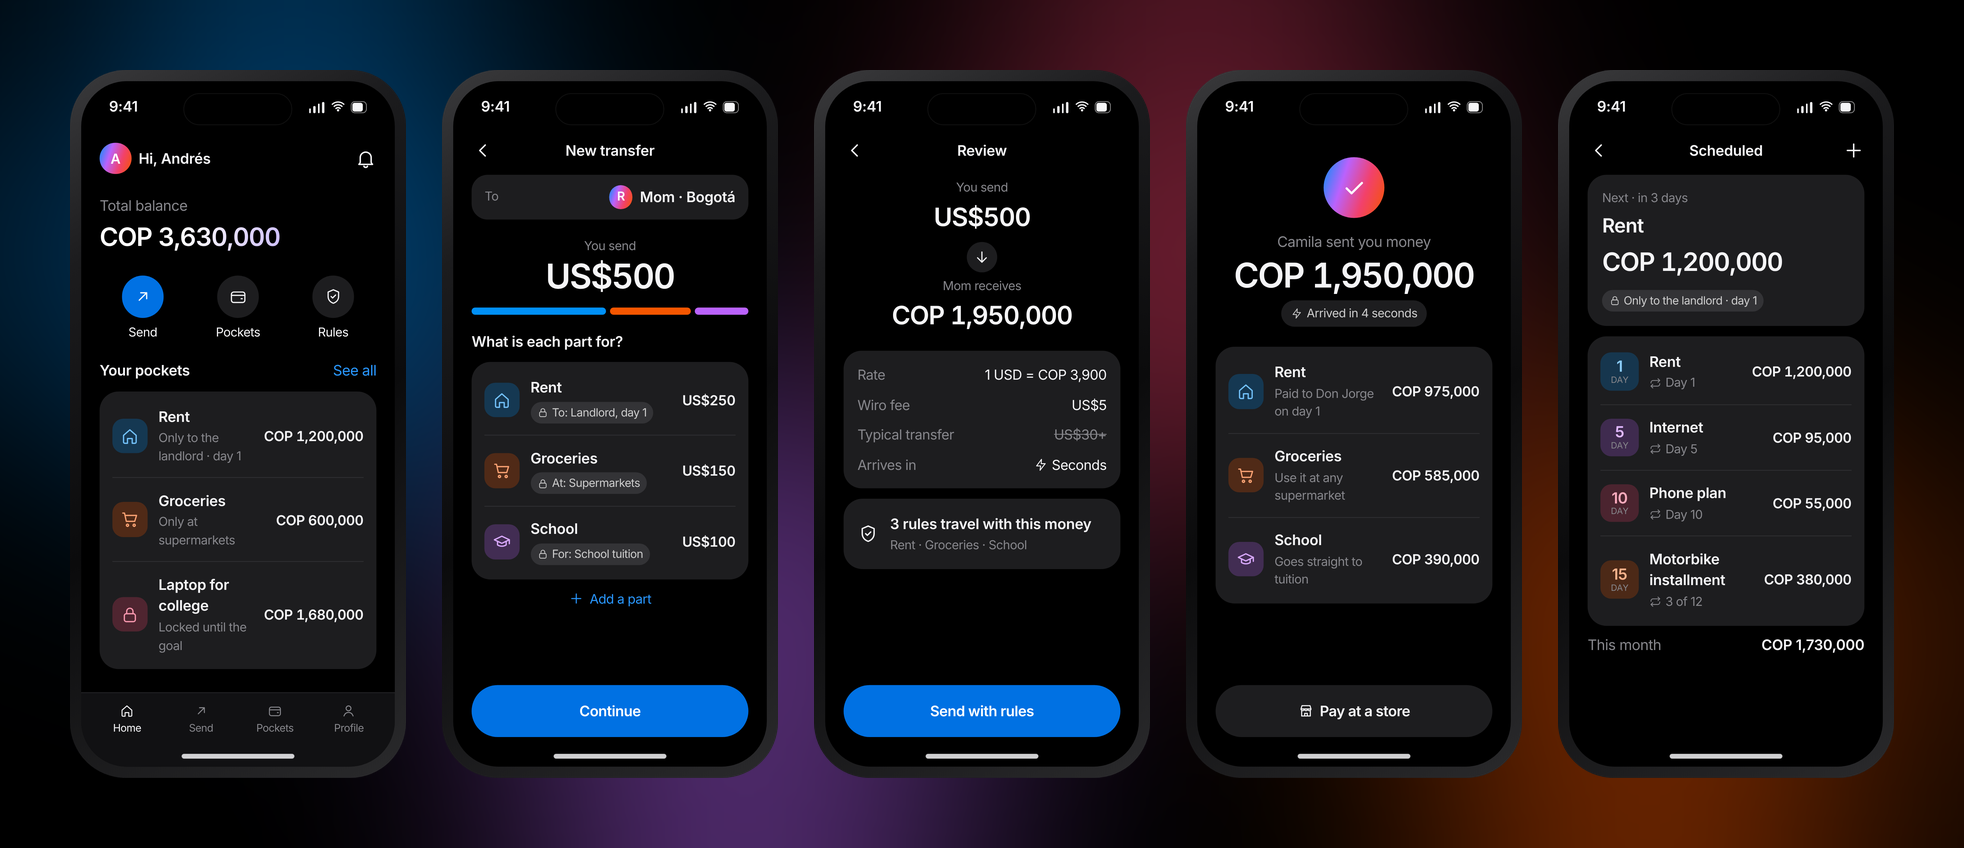 9:41
A
Hi, Andrés
Total balance
COP 3,630,000
Send
Pockets
Rules
Your pockets
See all
Rent
Only to the
landlord · day 1
COP 1,200,000
Groceries
Only at
supermarkets
COP 600,000
Laptop for
college
Locked until the
goal
COP 1,680,000
Home
Send
Pockets
Profile
9:41
New transfer
To
R
Mom · Bogotá
You send
US$500
What is each part for?
Rent
To: Landlord, day 1
US$250
Groceries
At: Supermarkets
US$150
School
For: School tuition
US$100
+ Add a part
Continue
9:41
Review
You send
US$500
Mom receives
COP 1,950,000
Rate
1 USD = COP 3,900
Wiro fee
US$5
Typical transfer
US$30+
Arrives in
Seconds
3 rules travel with this money
Rent · Groceries · School
Send with rules
9:41
Camila sent you money
COP 1,950,000
Arrived in 4 seconds
Rent
Paid to Don Jorge
on day 1
COP 975,000
Groceries
Use it at any
supermarket
COP 585,000
School
Goes straight to
tuition
COP 390,000
Pay at a store
9:41
Scheduled
Next · in 3 days
Rent
COP 1,200,000
Only to the landlord · day 1
1
DAY
Rent
Day 1
COP 1,200,000
5
DAY
Internet
Day 5
COP 95,000
10
DAY
Phone plan
Day 10
COP 55,000
15
DAY
Motorbike
installment
3 of 12
COP 380,000
This month
COP 1,730,000